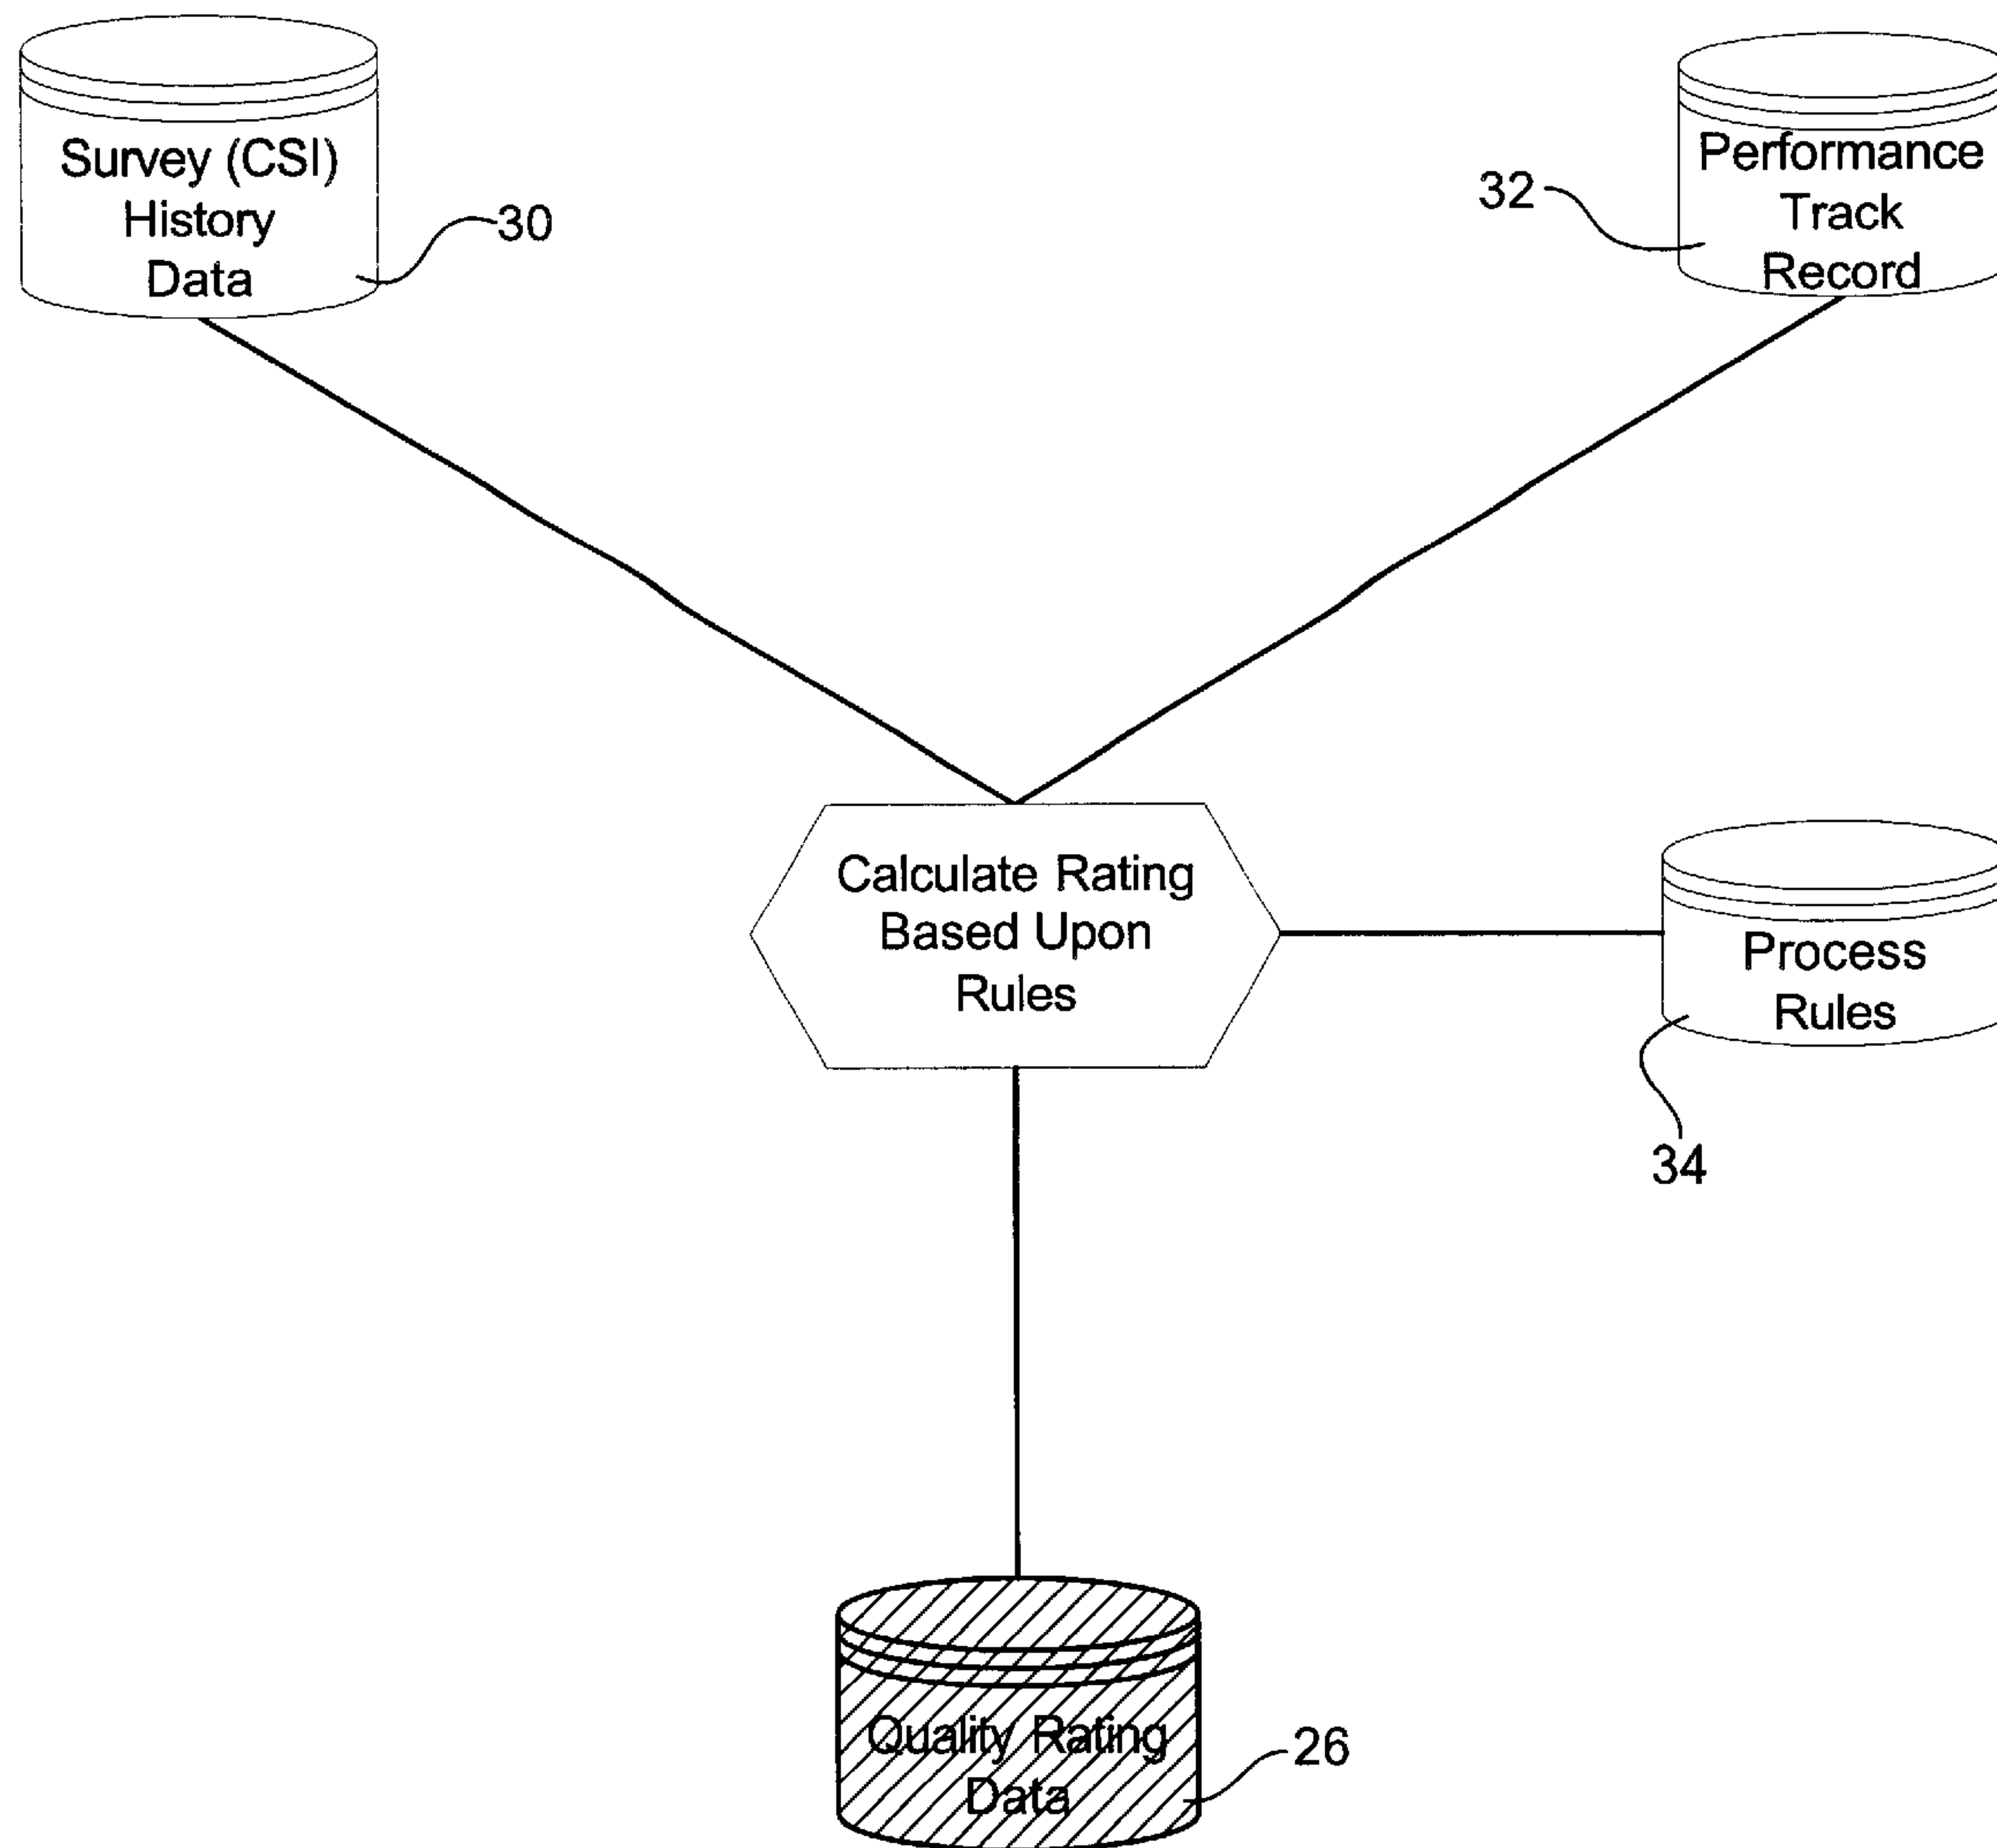 Survey (CSI)
History
Data
30
Performance
Track
Record
32
Calculate Rating
Based Upon
Rules
Process
Rules
34
Quality Rating
Data
26